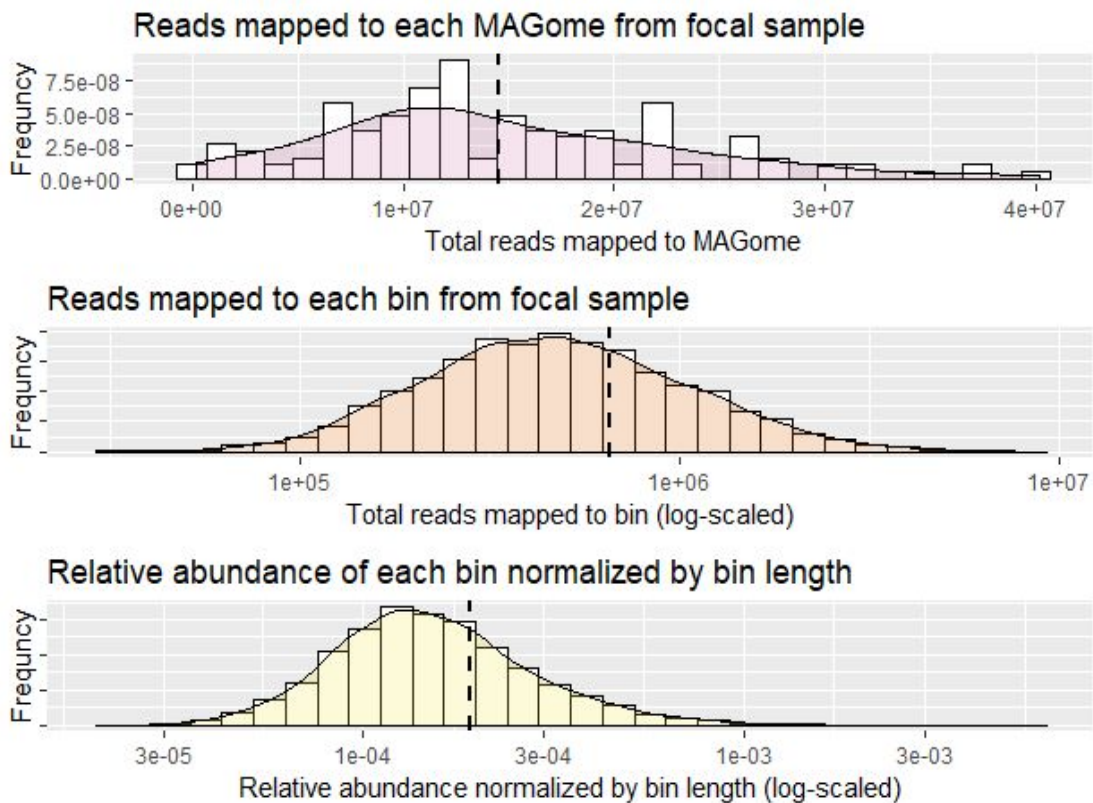 Reads mapped to each MAGome from focal sample
Frequncy
7.5e-08
5.0e-08
2.5e-08
0.0e+00
0e+00 1e+07 2e+07 3e+07 4e+07
Total reads mapped to MAGome
Reads mapped to each bin from focal sample
Frequncy
1e+05 1e+06 1e+07
Total reads mapped to bin (log-scaled)
Relative abundance of each bin normalized by bin length
Frequncy
3e-05 1e-04 3e-04 1e-03 3e-03
Relative abundance normalized by bin length (log-scaled)